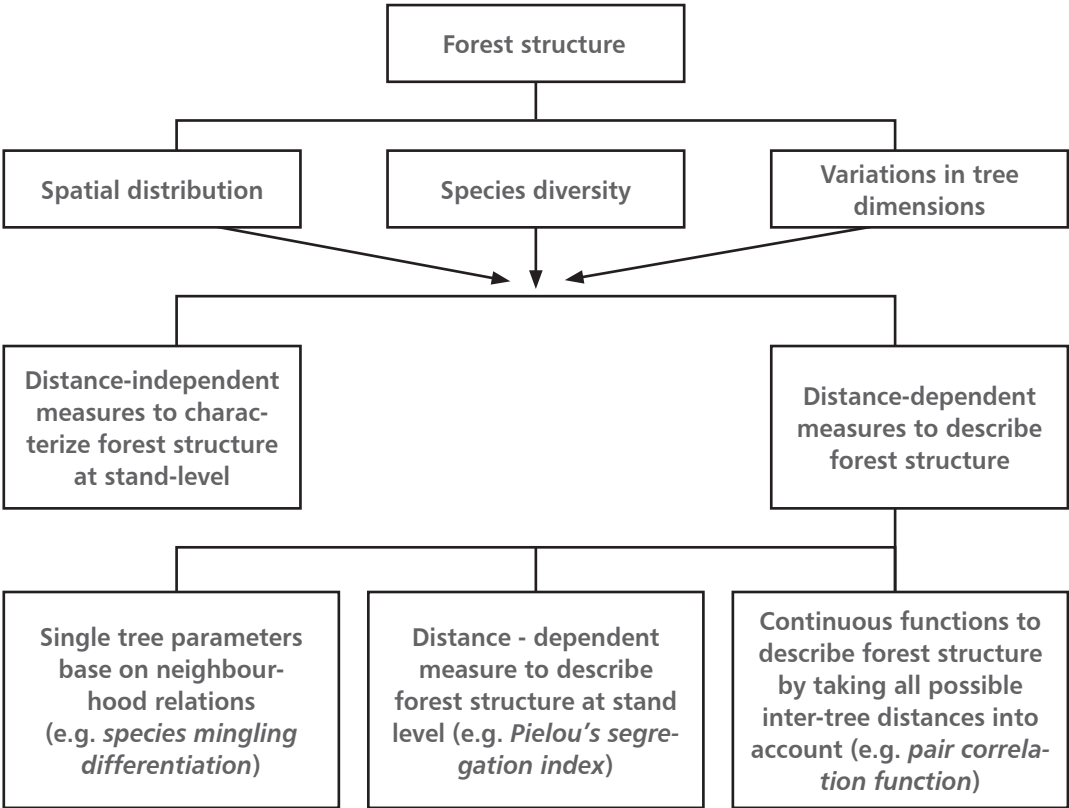 Forest structure
Spatial distribution
Species diversity
Variations in tree
dimensions
Distance-independent
measures to charac-
terize forest structure
at stand-level
Distance-dependent
measures to describe
forest structure
Single tree parameters
base on neighbour-
hood relations
(e.g. species mingling
differentiation)
Distance - dependent
measure to describe
forest structure at stand
level (e.g. Pielou's segre-
gation index)
Continuous functions to
describe forest structure
by taking all possible
inter-tree distances into
account (e.g. pair correla-
tion function)